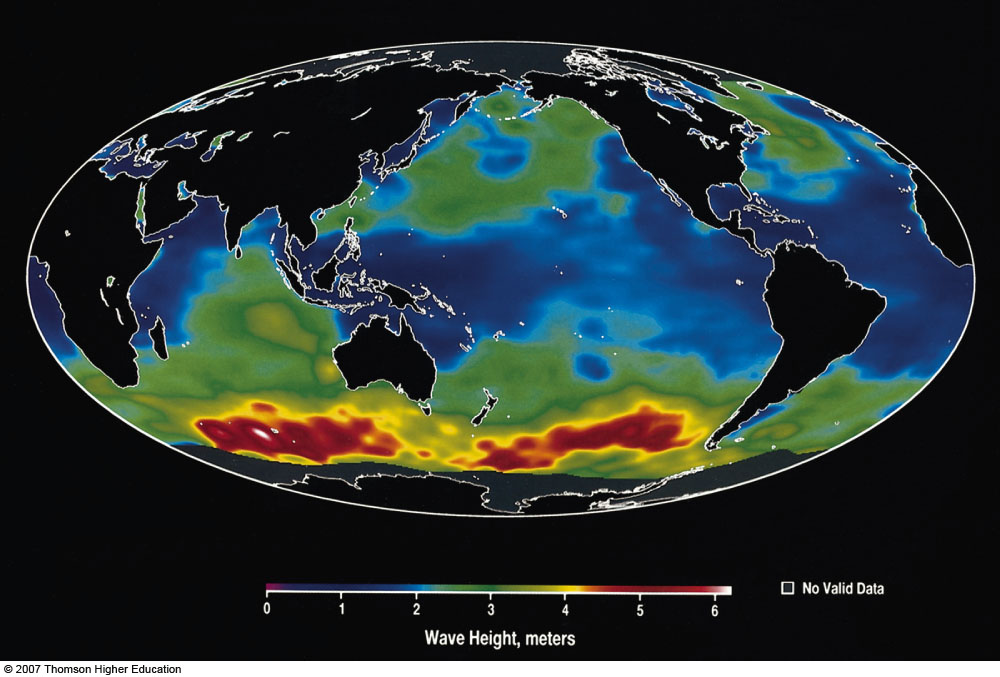 0 1 2 3 4 5 6
No Valid Data
Wave Height, meters
© 2007 Thomson Higher Education